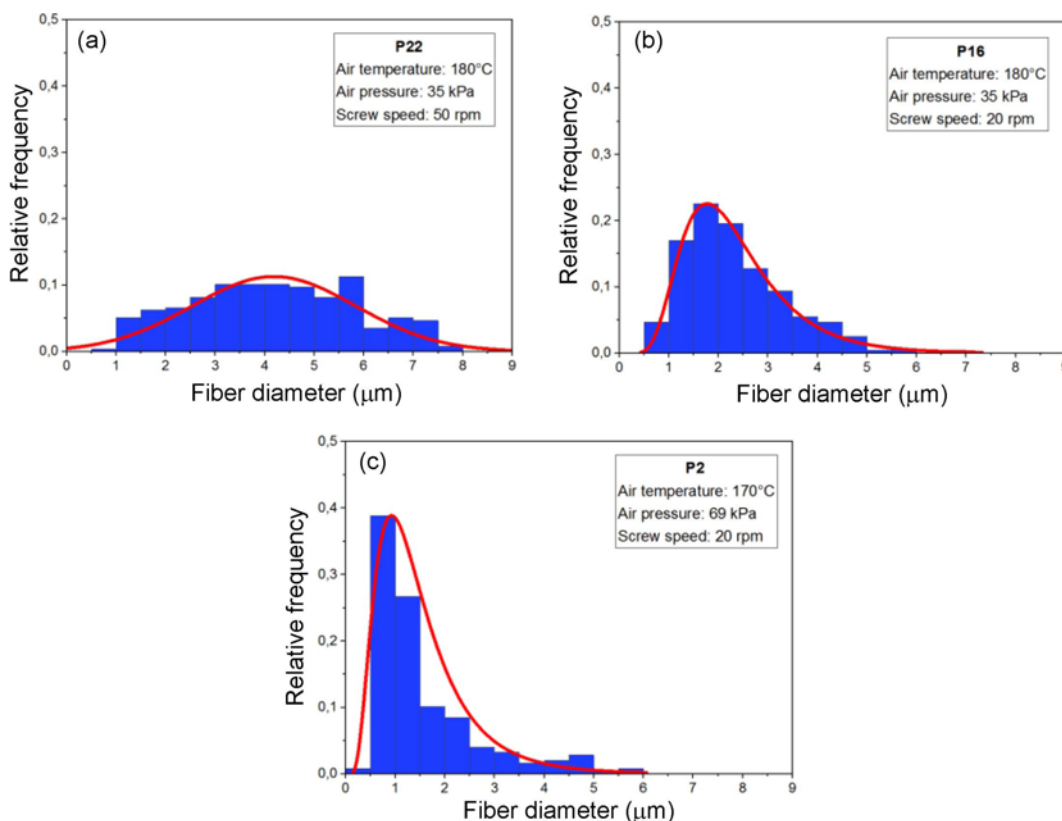 (a)
P22
Air temperature: 180°C
Air pressure: 35 kPa
Screw speed: 50 rpm
Relative frequency
0,5
0,4
0,3
0,2
0,1
0,0
0 1 2 3 4 5 6 7 8 9
Fiber diameter (μm)
(b)
P16
Air temperature: 180°C
Air pressure: 35 kPa
Screw speed: 20 rpm
Relative frequency
0,5
0,4
0,3
0,2
0,1
0,0
0 1 2 3 4 5 6 7 8 9
Fiber diameter (μm)
(c)
P2
Air temperature: 170°C
Air pressure: 69 kPa
Screw speed: 20 rpm
Relative frequency
0,5
0,4
0,3
0,2
0,1
0,0
0 1 2 3 4 5 6 7 8 9
Fiber diameter (μm)